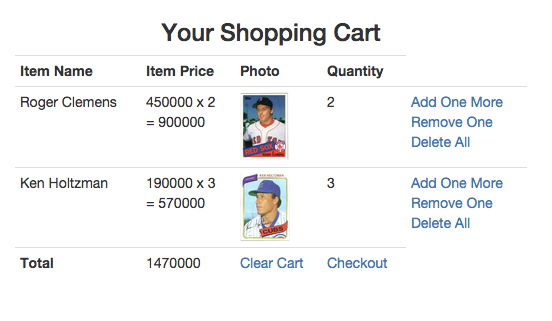 Your Shopping Cart
Item Name Item Price Photo Quantity
Roger Clemens 450000 x 2 2 Add One More
= 900000 Remove One
RED SOX Delete All
Ken Holtzman 190000 x 3 3 Add One More
= 570000 Remove One
CUBS Delete All
Total 1470000 Clear Cart Checkout